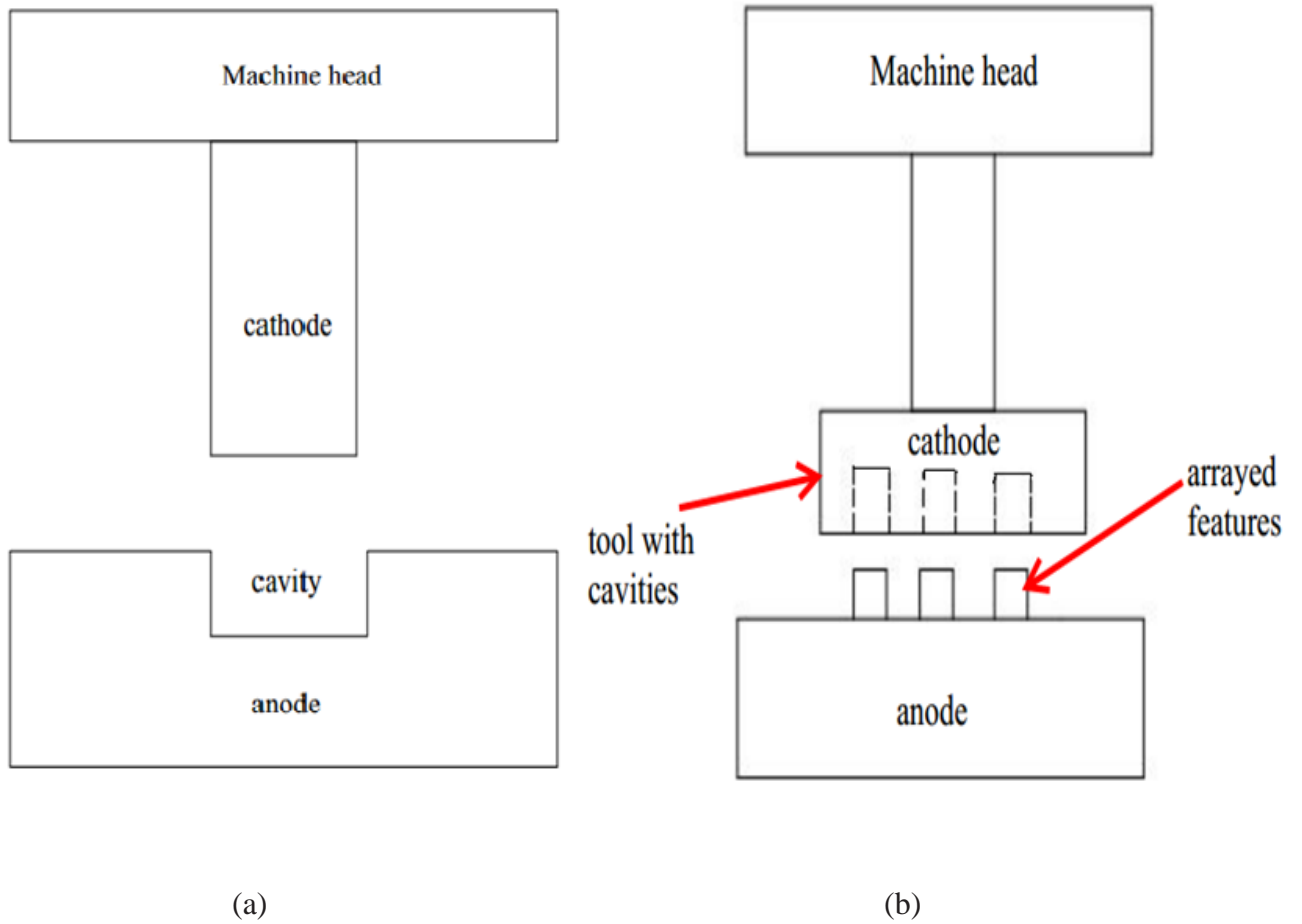 Machine head
cathode
cavity
anode
(a)
Machine head
cathode
tool with
cavities
arrayed
features
anode
(b)